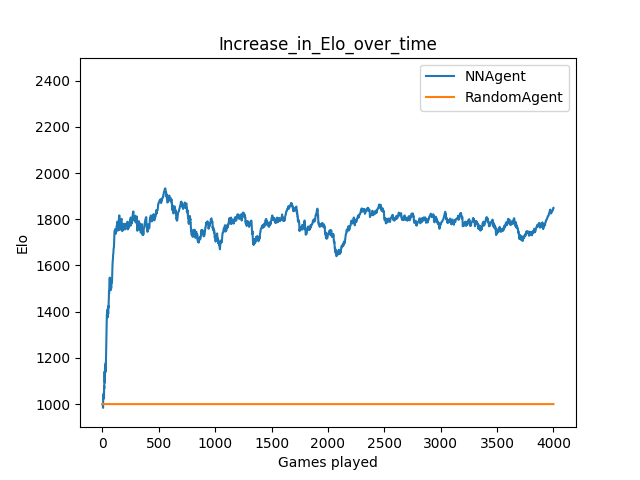 Increase_in_Elo_over_time
NNAgent
RandomAgent
2400
2200
2000
1800
1600
1400
1200
1000
Elo
0 500 1000 1500 2000 2500 3000 3500 4000
Games played